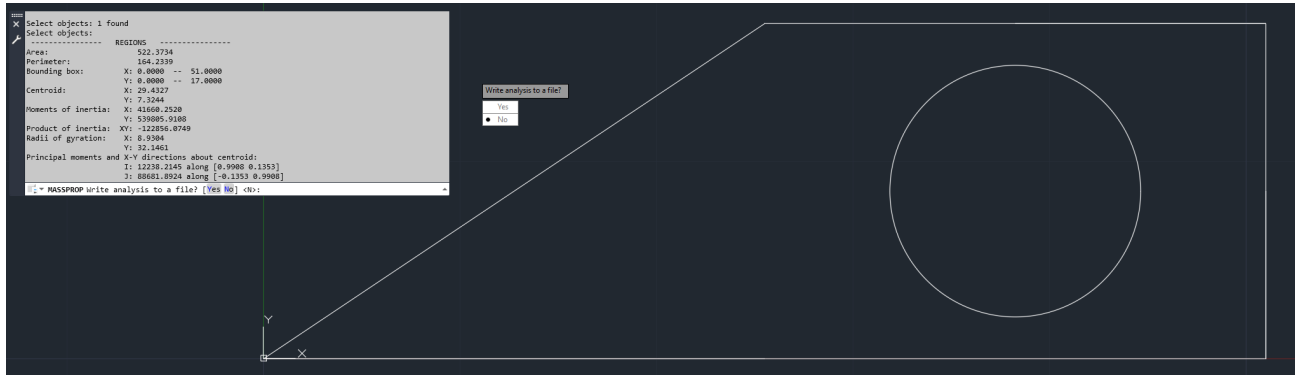 Select objects: 1 found
Select objects:
---------------- REGIONS ----------------
Area: 522.3734
Perimeter: 164.2339
Bounding box: X: 0.0000 -- 51.0000
Y: 0.0000 -- 17.0000
Centroid: X: 29.4327
Y: 7.3244
Moments of inertia: X: 41660.2520
Y: 539805.9108
Product of inertia: XY: -122856.0749
Radii of gyration: X: 8.9304
Y: 32.1461
Principal moments and X-Y directions about centroid:
I: 12238.2145 along [0.9908 0.1353]
J: 88681.8924 along [-0.1353 0.9908]
MASSPROP Write analysis to a file? [Yes No] <N>:
Write analysis to a file?
Yes
No
Y
X